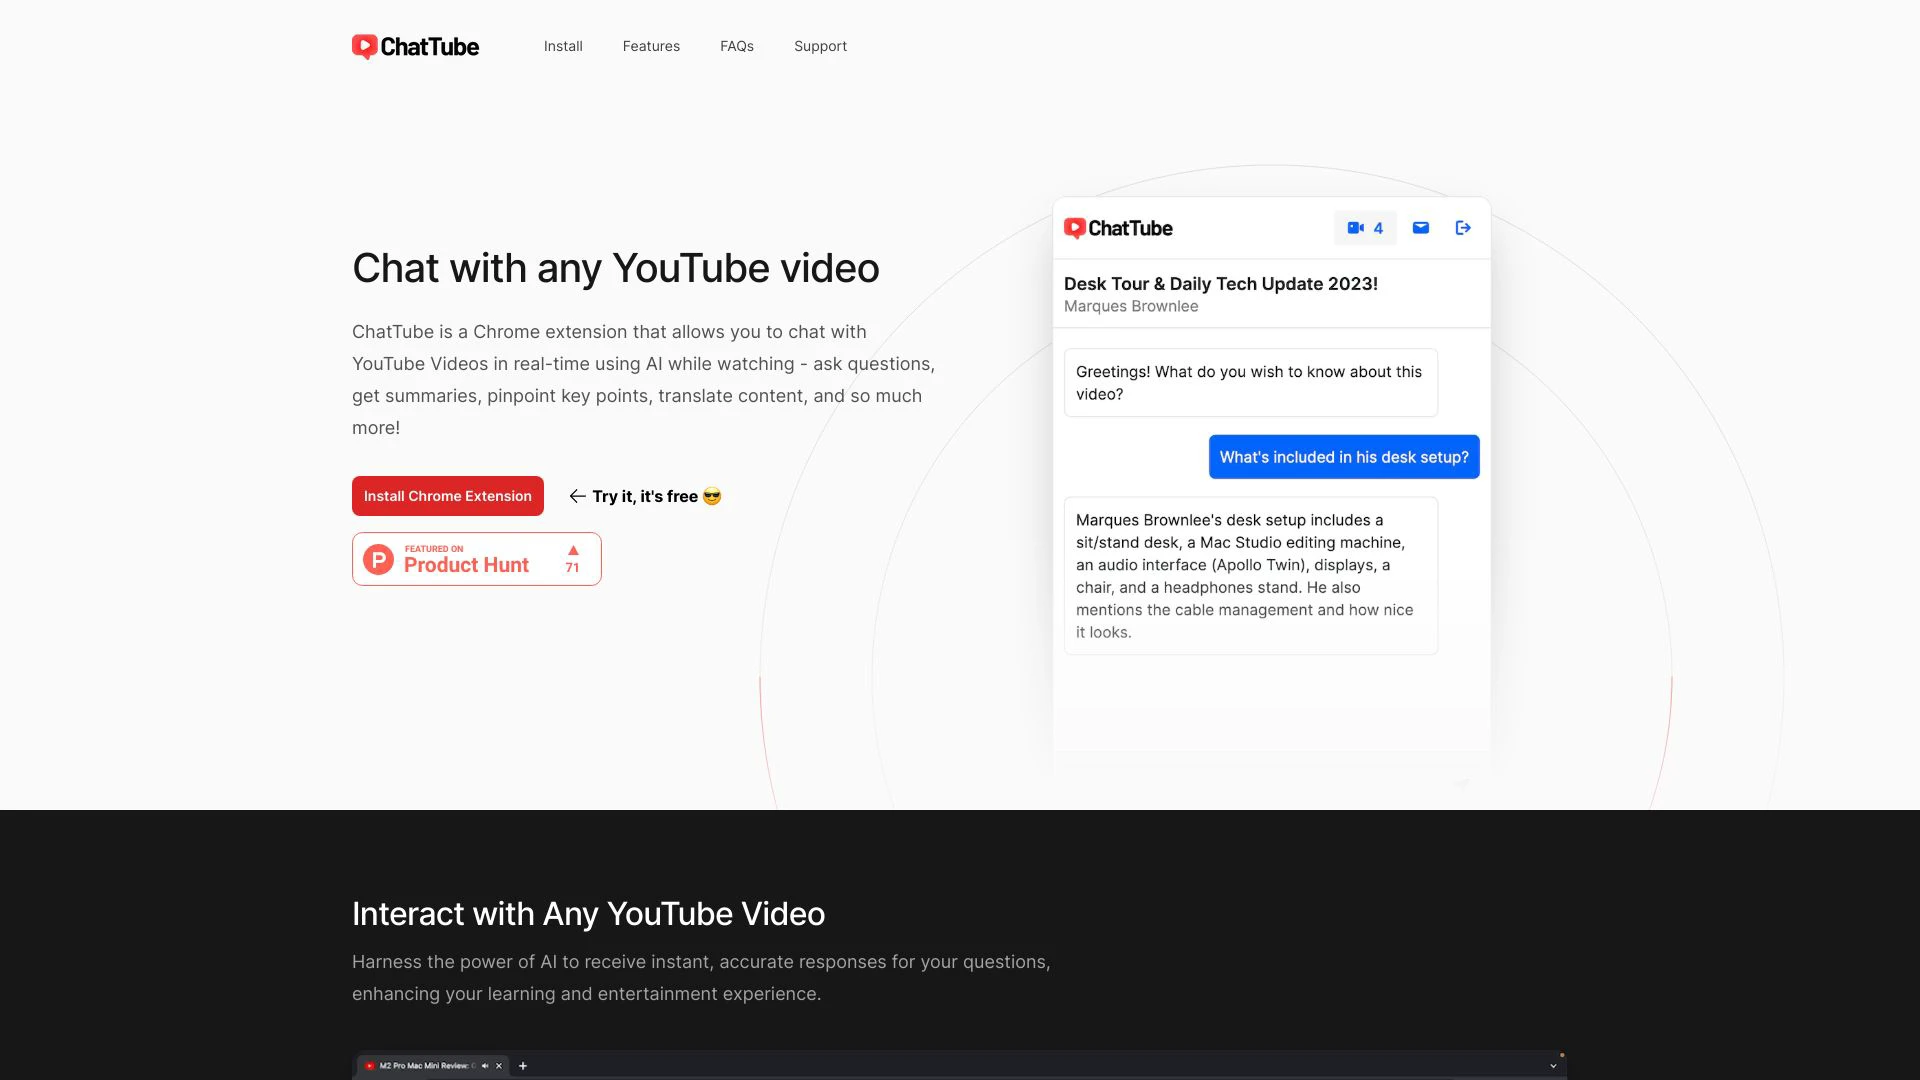 ChatTube
Install
Features
FAQs
Support
Chat with any YouTube video
ChatTube is a Chrome extension that allows you to chat with
YouTube Videos in real-time using AI while watching - ask questions,
get summaries, pinpoint key points, translate content, and so much
more!
Install Chrome Extension
← Try it, it's free 😎
P
FEATURED ON
Product Hunt
▲
71
ChatTube
4
Desk Tour & Daily Tech Update 2023!
Marques Brownlee
Greetings! What do you wish to know about this
video?
What's included in his desk setup?
Marques Brownlee's desk setup includes a
sit/stand desk, a Mac Studio editing machine,
an audio interface (Apollo Twin), displays, a
chair, and a headphones stand. He also
mentions the cable management and how nice
it looks.
Interact with Any YouTube Video
Harness the power of AI to receive instant, accurate responses for your questions,
enhancing your learning and entertainment experience.
M2 Pro Mac Mini Review: